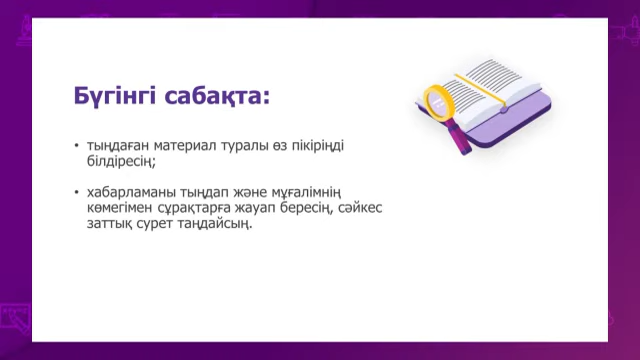 Бүгінгі сабақта:
• тыңдаған материал туралы өз пікіріңді
білдіресің;
• хабарламаны тыңдап және мұғалімнің
көмегімен сұрақтарға жауап бересің, сәйкес
заттық сурет таңдайсың.